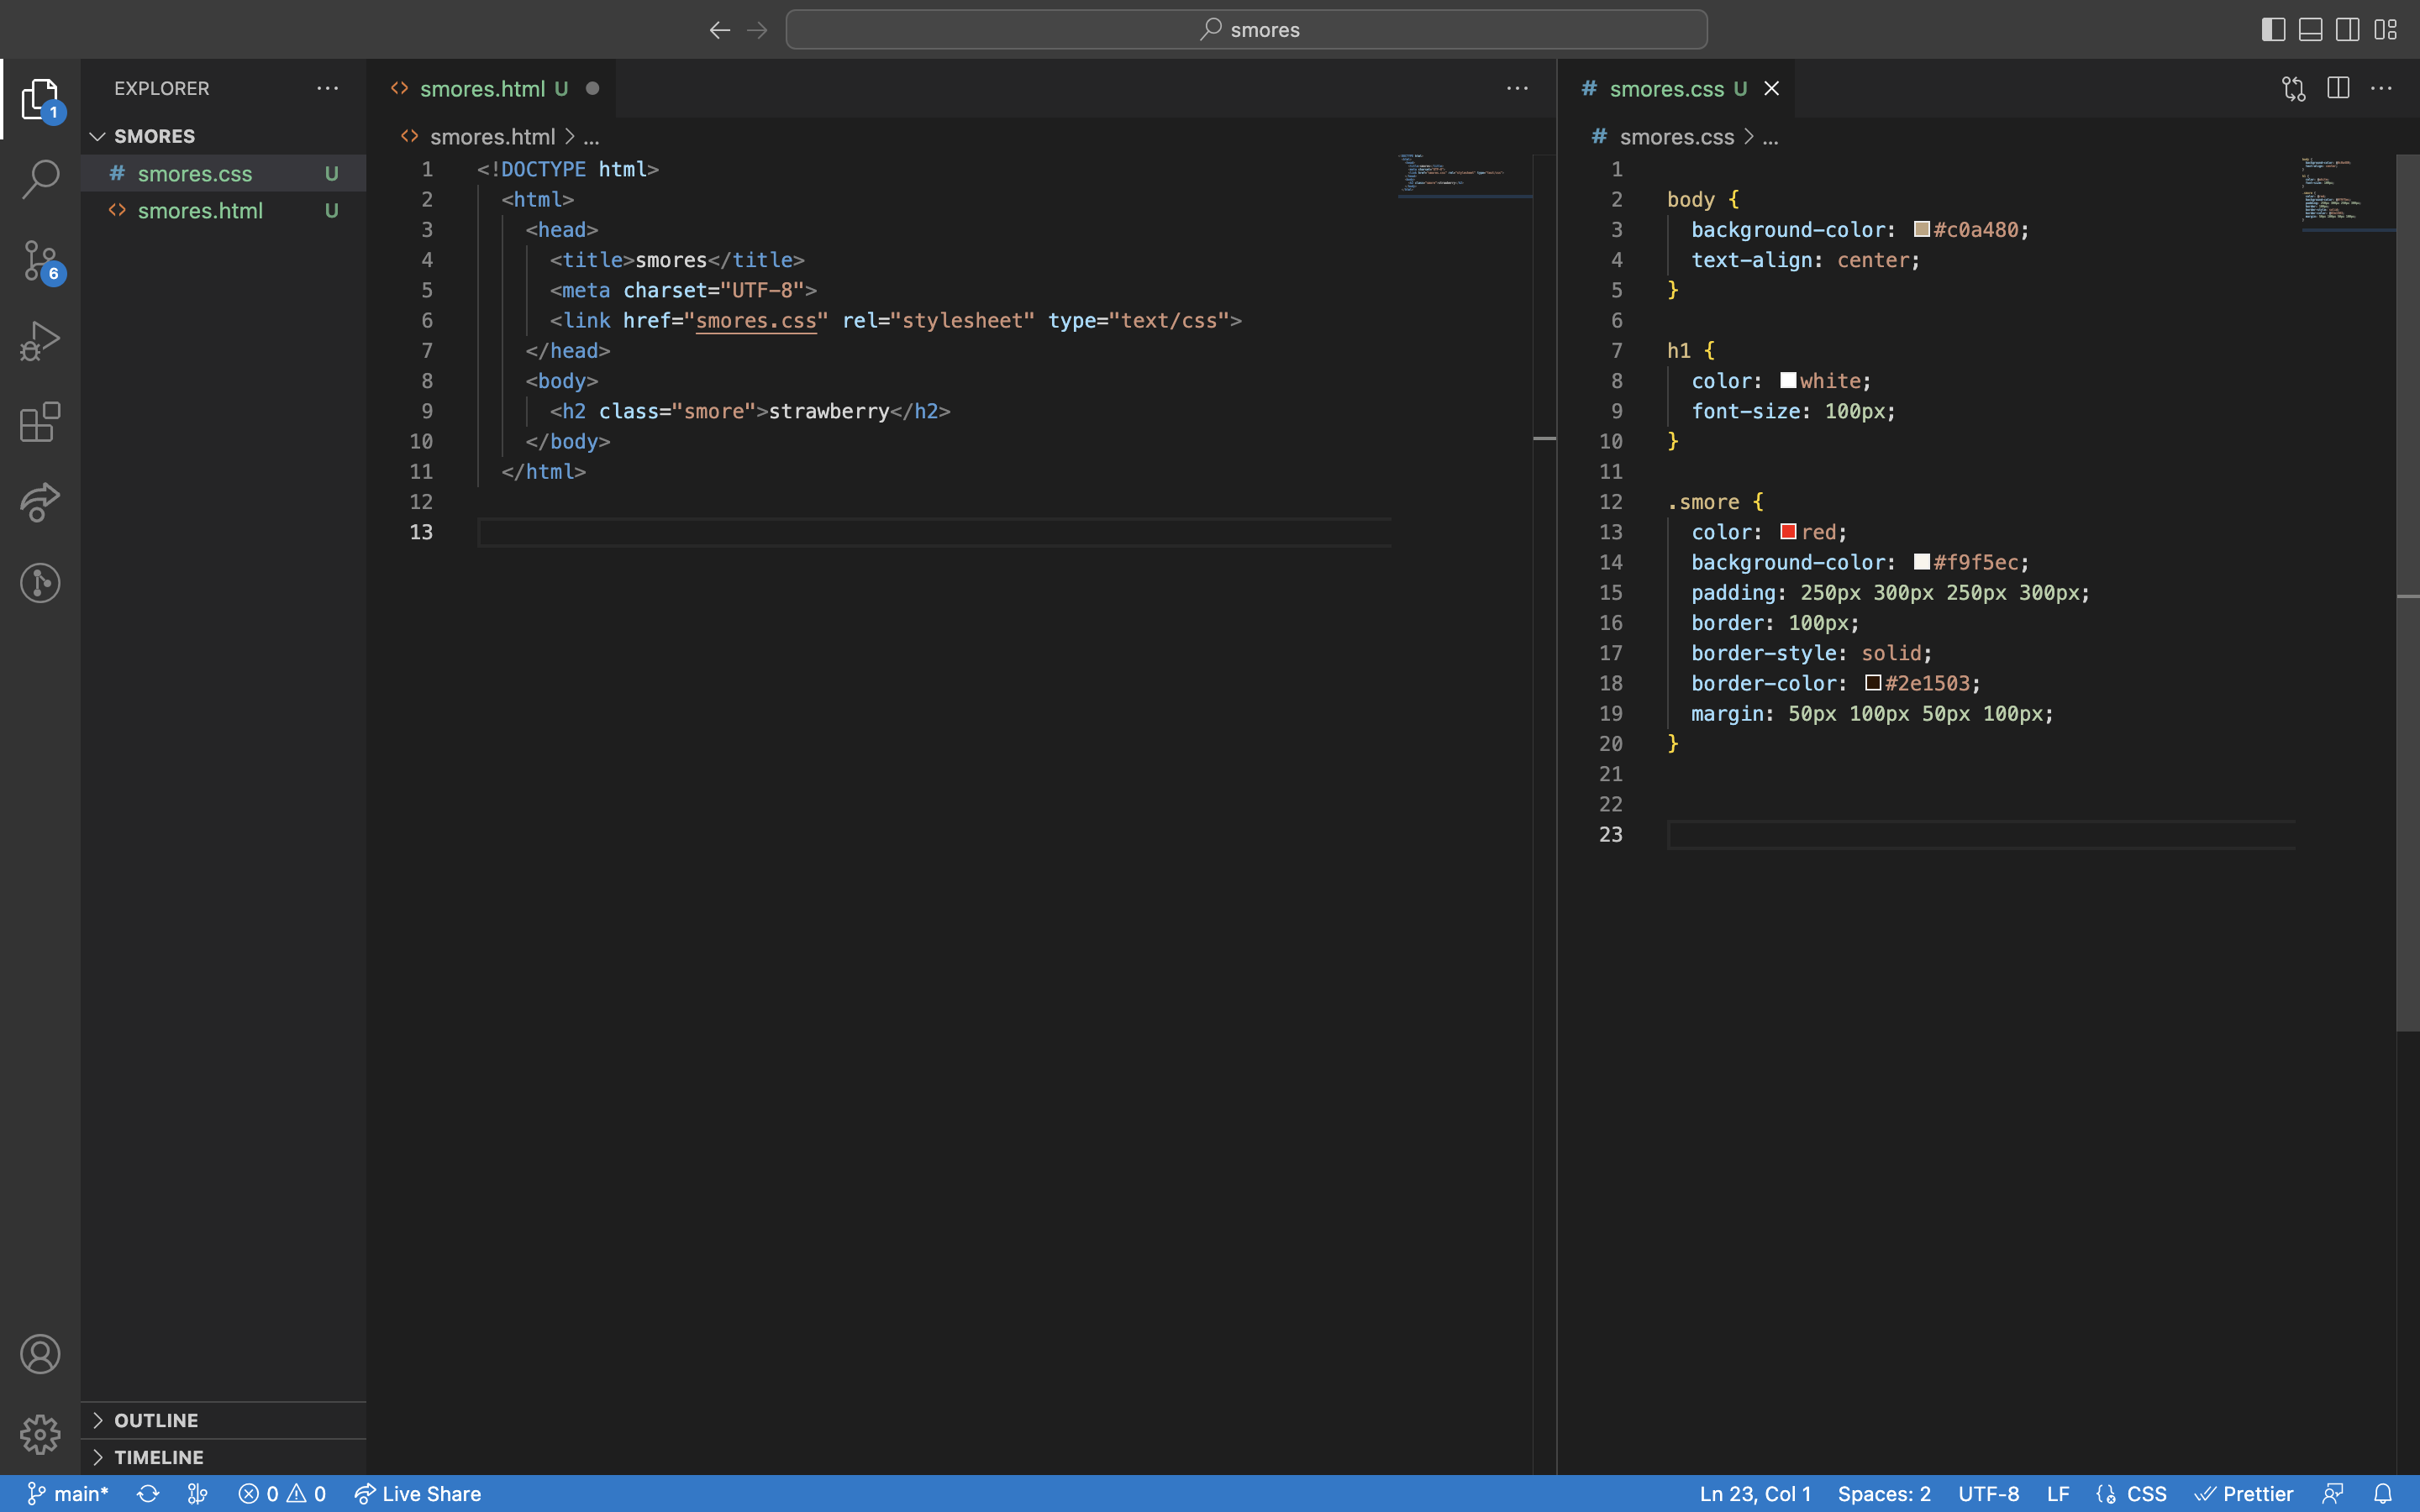 smores
EXPLORER
SMORES
smores.css U
smores.html U
1
6
OUTLINE
TIMELINE
smores.html U
smores.html > ...
1 <!DOCTYPE html>
2 <html>
3 <head>
4 <title>smores</title>
5 <meta charset="UTF-8">
6 <link href="smores.css" rel="stylesheet" type="text/css">
7 </head>
8 <body>
9 <h2 class="smore">strawberry</h2>
10 </body>
11 </html>
12
13
# smores.css U
# smores.css > ...
1
2 body {
3 background-color: #c0a480;
4 text-align: center;
5 }
6
7 h1 {
8 color: white;
9 font-size: 100px;
10 }
11
12 .smore {
13 color: red;
14 background-color: #f9f5ec;
15 padding: 250px 300px 250px 300px;
16 border: 100px;
17 border-style: solid;
18 border-color: #2e1503;
19 margin: 50px 100px 50px 100px;
20 }
21
22
23
main* 0 0 Live Share
Ln 23, Col 1 Spaces: 2 UTF-8 LF CSS Prettier